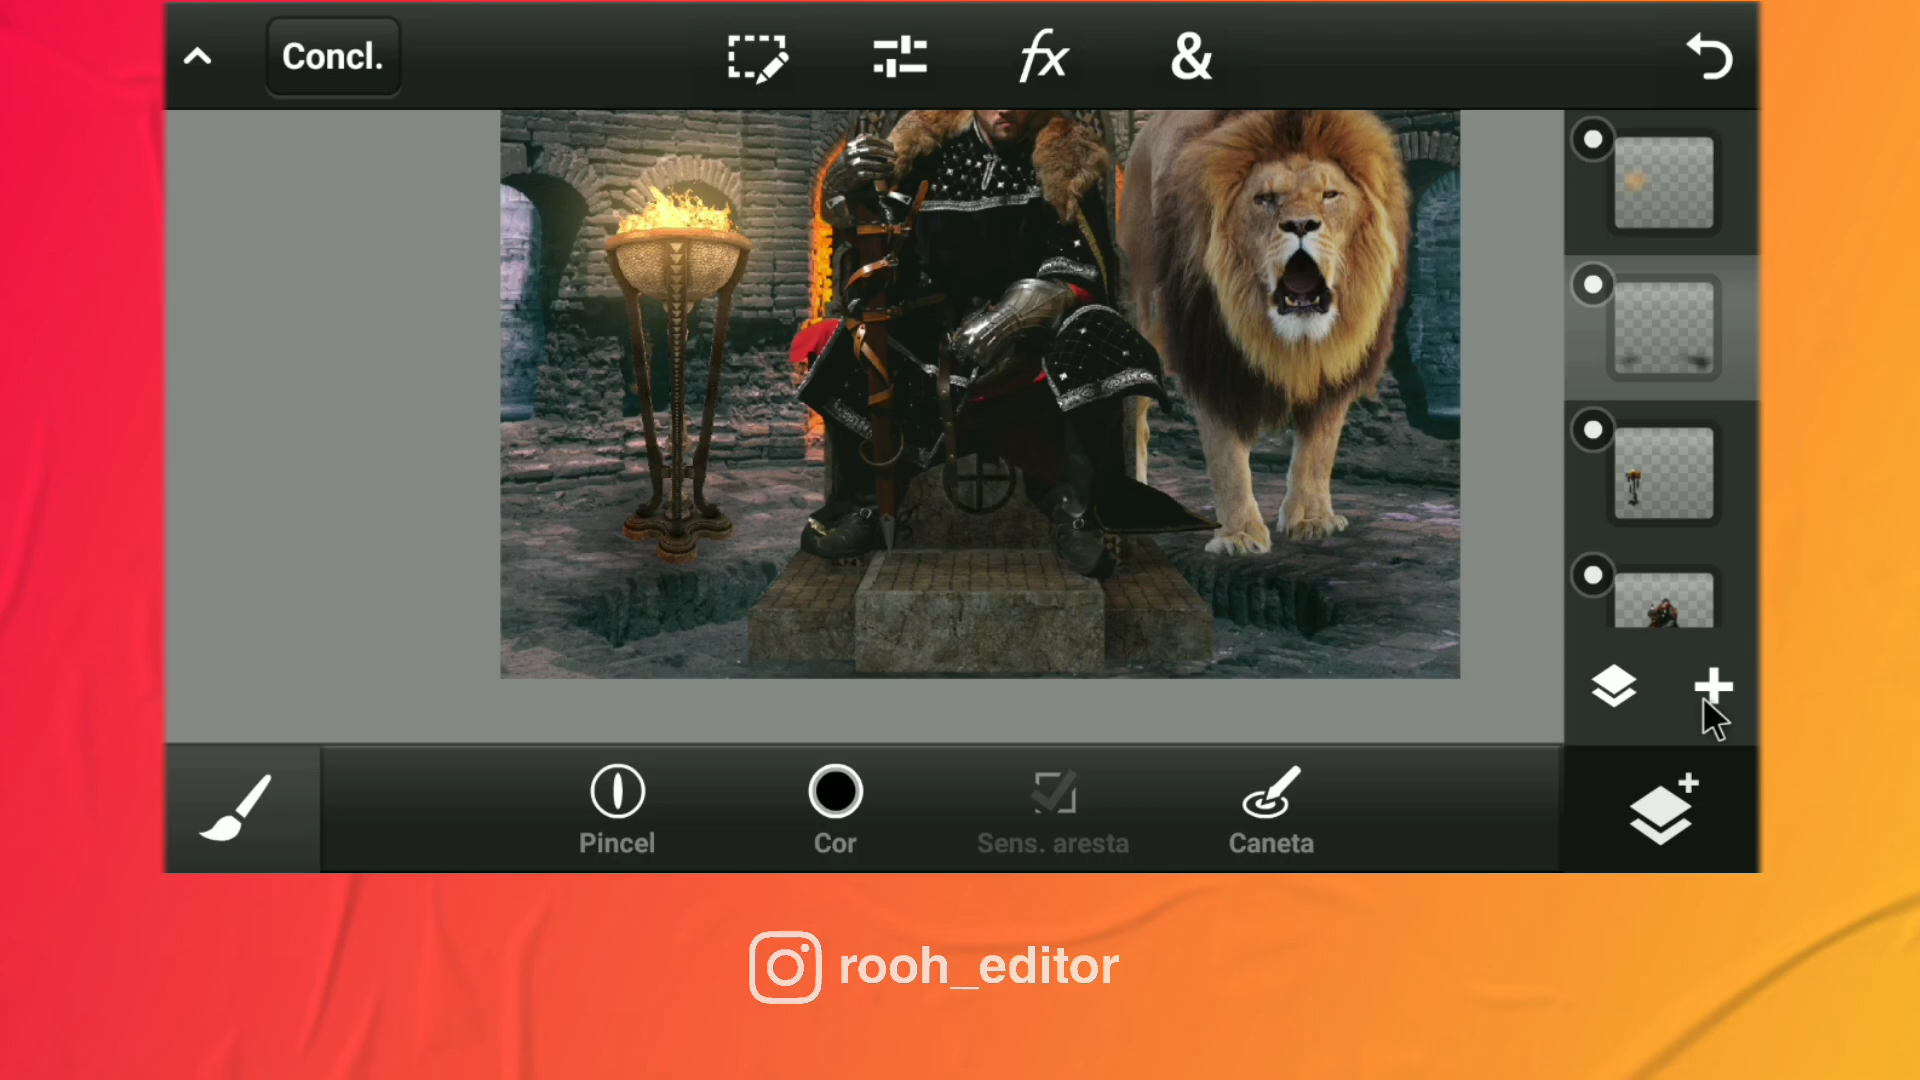 Concl.
fx
&
Pincel
Cor
Sens. aresta
Caneta
rooh_editor